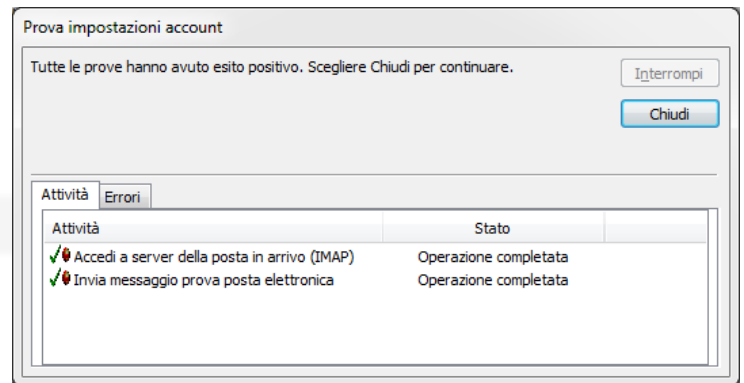 Prova impostazioni account
Tutte le prove hanno avuto esito positivo. Scegliere Chiudi per continuare.
Interrompi
Chiudi
Attività Errori
Attività Stato
Accedi a server della posta in arrivo (IMAP) Operazione completata
Invia messaggio prova posta elettronica Operazione completata